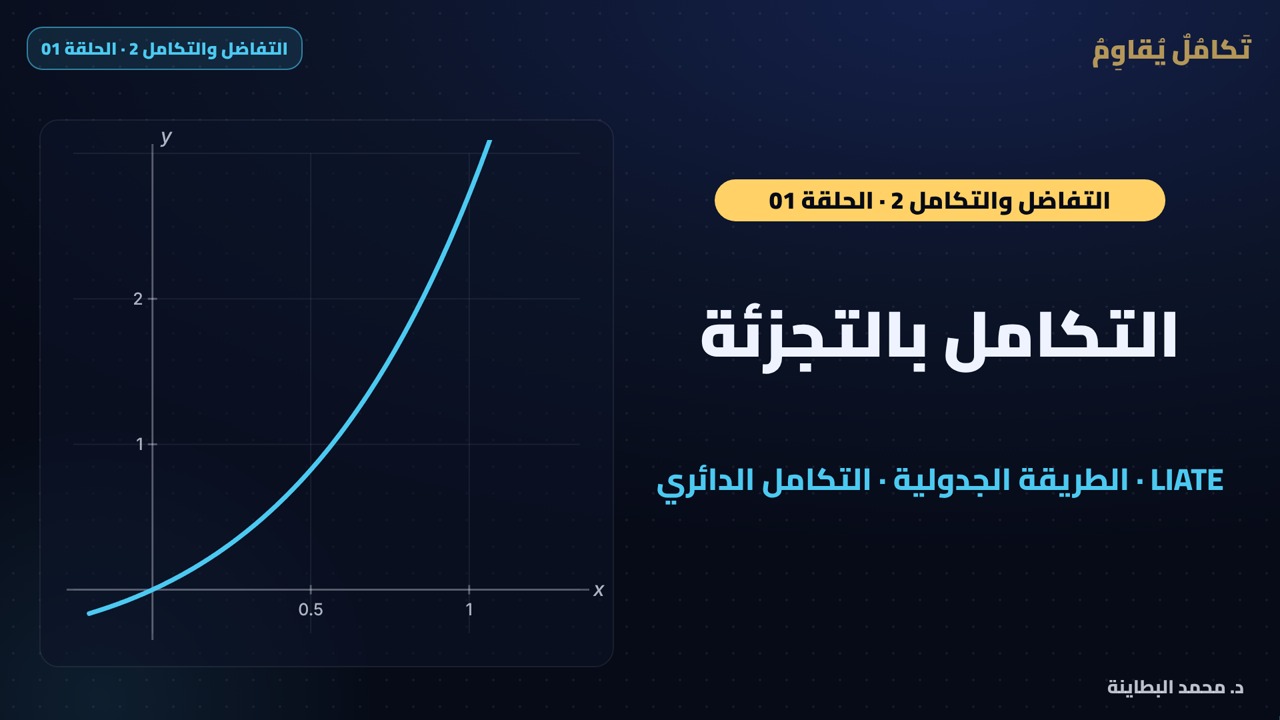 تَكامُلٌ يُقاوِمُ
التفاضل والتكامل 2 · الحلقة 01
التفاضل والتكامل 2 · الحلقة 01
التكامل بالتجزئة
LIATE · الطريقة الجدولية · التكامل الدائري
y
2
1
0.5
1
x
د. محمد البطاينة